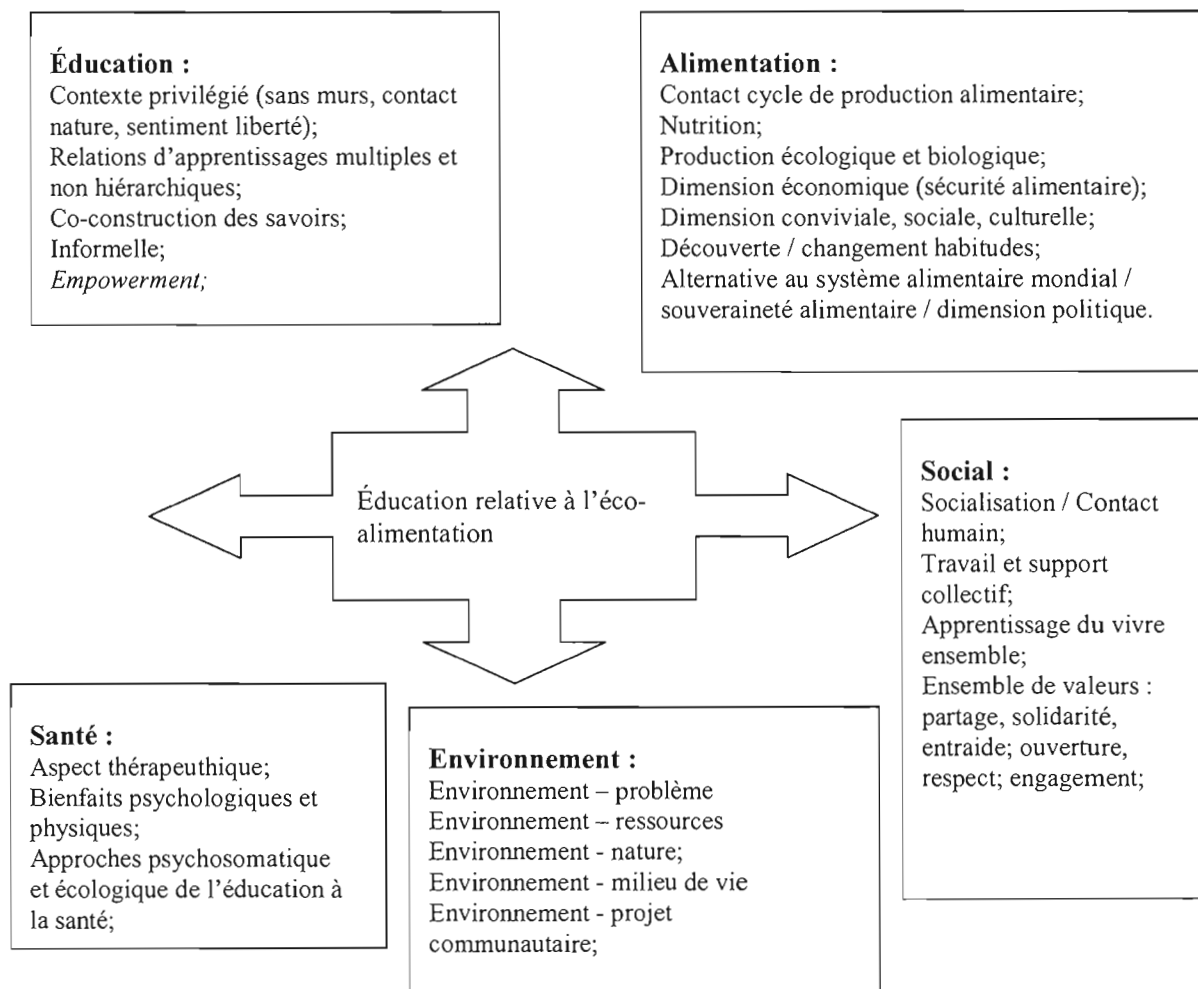 Éducation :
Contexte privilégié (sans murs, contact
nature, sentiment liberté);
Relations d'apprentissages multiples et
non hiérarchiques;
Co-construction des savoirs;
Informelle;
Empowerment;
Alimentation :
Contact cycle de production alimentaire;
Nutrition;
Production écologique et biologique;
Dimension économique (sécurité alimentaire);
Dimension conviviale, sociale, culturelle;
Découverte / changement habitudes;
Alternative au système alimentaire mondial /
souveraineté alimentaire / dimension politique.
Éducation relative à l'éco-
alimentation
Social :
Socialisation / Contact
humain;
Travail et support
collectif;
Apprentissage du vivre
ensemble;
Ensemble de valeurs :
partage, solidarité,
entraide; ouverture,
respect; engagement;
Santé :
Aspect thérapeuthique;
Bienfaits psychologiques et
physiques;
Approches psychosomatique
et écologique de l'éducation à
la santé;
Environnement :
Environnement – problème
Environnement – ressources
Environnement - nature;
Environnement - milieu de vie
Environnement - projet
communautaire;